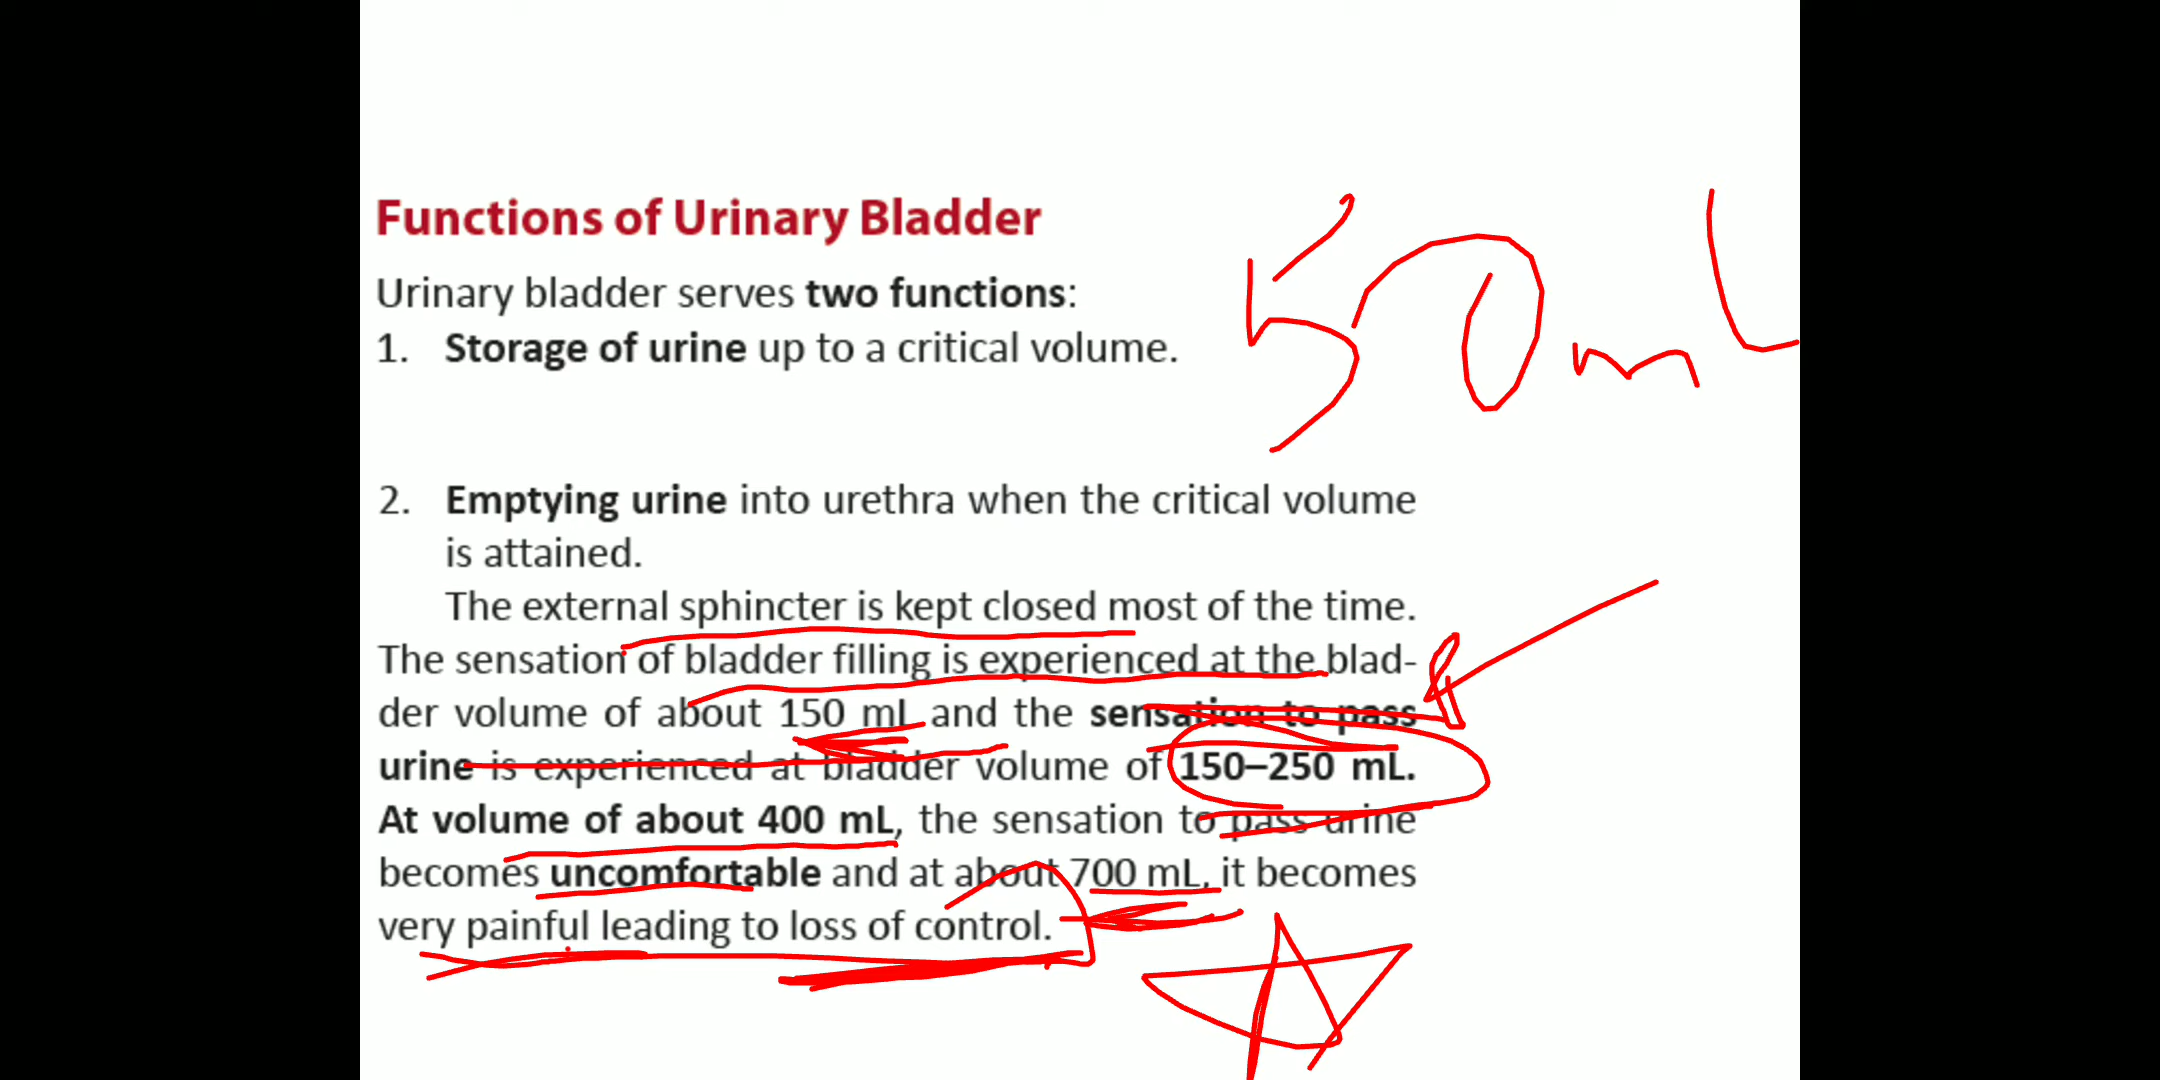 Functions of Urinary Bladder
50 mL
Urinary bladder serves two functions:
1. Storage of urine up to a critical volume.
2. Emptying urine into urethra when the critical volume
is attained.
The external sphincter is kept closed most of the time.
The sensation of bladder filling is experienced at the blad-
der volume of about 150 mL and the sensation to pass
urine is experienced at bladder volume of 150–250 mL.
At volume of about 400 mL, the sensation to pass urine
becomes uncomfortable and at about 700 mL, it becomes
very painful leading to loss of control.